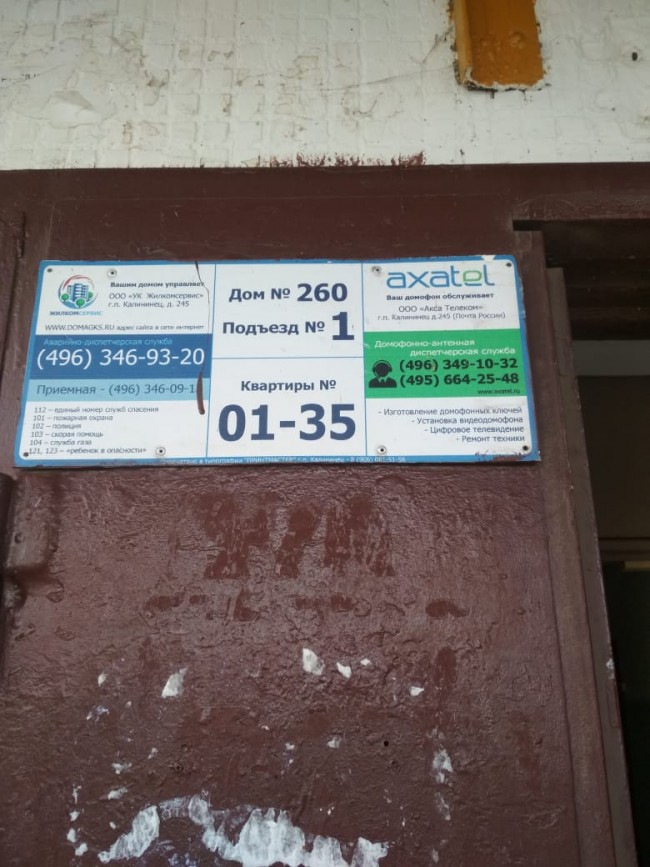 ЖИЛКОМСЕРВИС
Вашим домом управляет
ООО «УК Жилкомсервис»
г.п. Калининец, д. 245
WWW.DOMAGKS.RU адрес сайта в сети интернет
Аварийно-диспетчерская служба
(496) 346-93-20
Приемная - (496) 346-09-1
112 – единый номер служб спасения
101 – пожарная охрана
102 – полиция
103 – скорая помощь
104 – служба газа
121, 123 – «ребенок в опасности»
Дом № 260
Подъезд № 1
Квартиры №
01-35
axatel
Ваш домофон обслуживает
ООО «Акса Телеком»
г.п. Калининец д.245 (Почта России)
Домофонно-антенная
диспетчерская служба
(496) 349-10-32
(495) 664-25-48
www.axatel.ru
- Изготовление домофонных ключей
- Установка видеодомофона
- Цифровое телевидение
- Ремонт техники
в типографии "ПРИНТМАСТЕР" г.п. Калининец